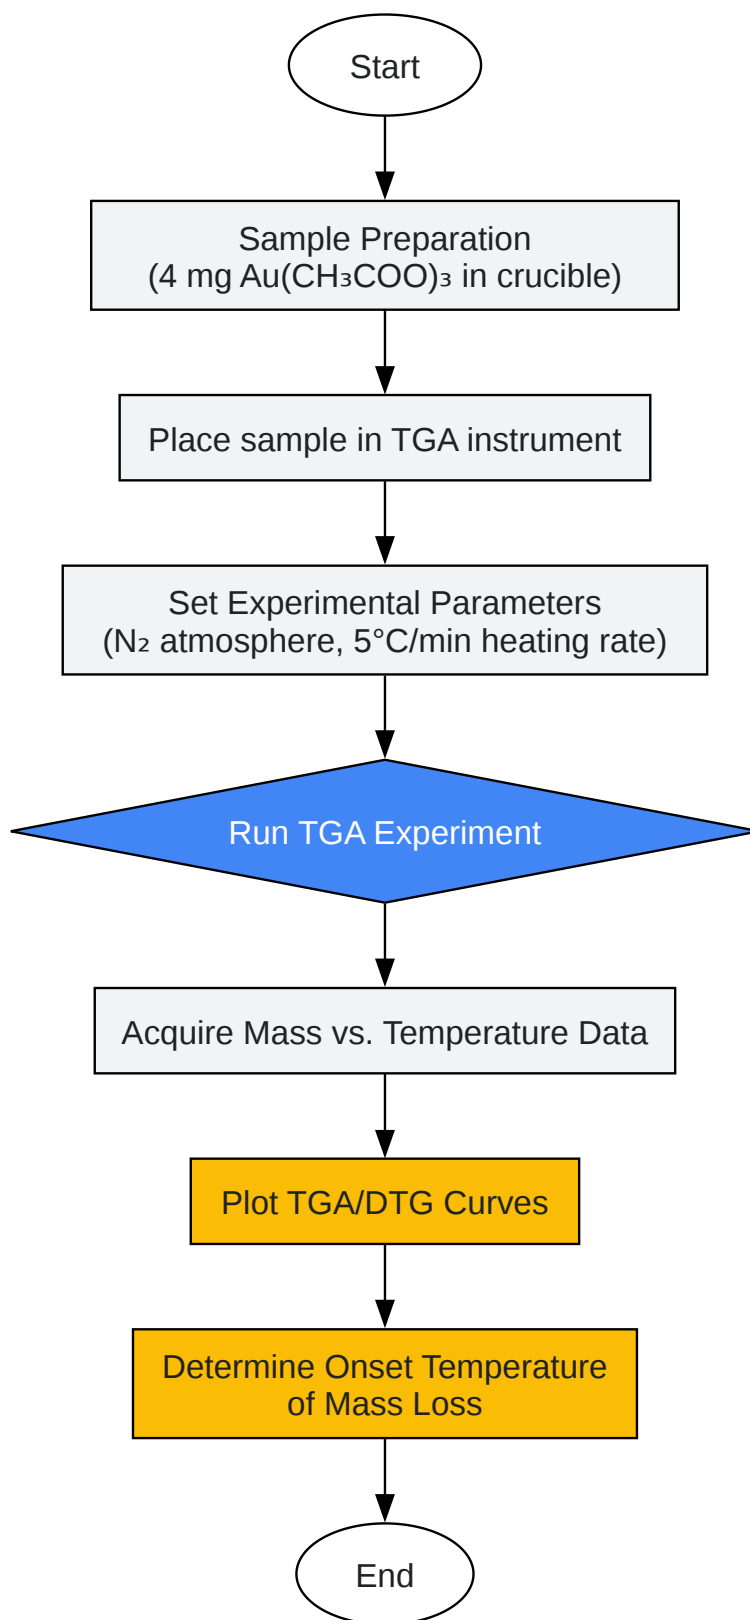 Start
Sample Preparation
(4 mg Au(CH₃COO)₃ in crucible)
Place sample in TGA instrument
Set Experimental Parameters
(N₂ atmosphere, 5°C/min heating rate)
Run TGA Experiment
Acquire Mass vs. Temperature Data
Plot TGA/DTG Curves
Determine Onset Temperature
of Mass Loss
End